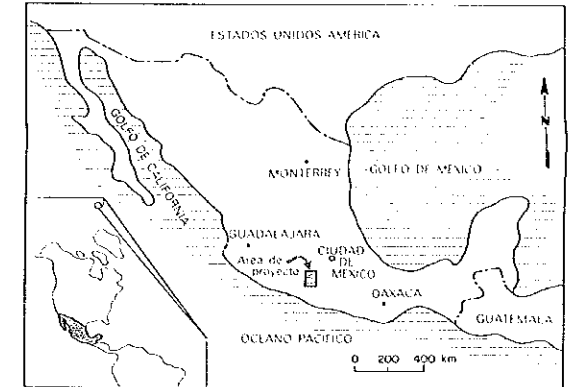 ESTADOS UNIDOS AMERICA
GOLFO DE CALIFORNIA
N
MONTERREY
GOLFO DE MEXICO
GUADALAJARA
Area de
proyecto
CIUDAD
DE
MEXICO
OAXACA
GUATEMALA
OCEANO PACIFICO
0 200 400 km